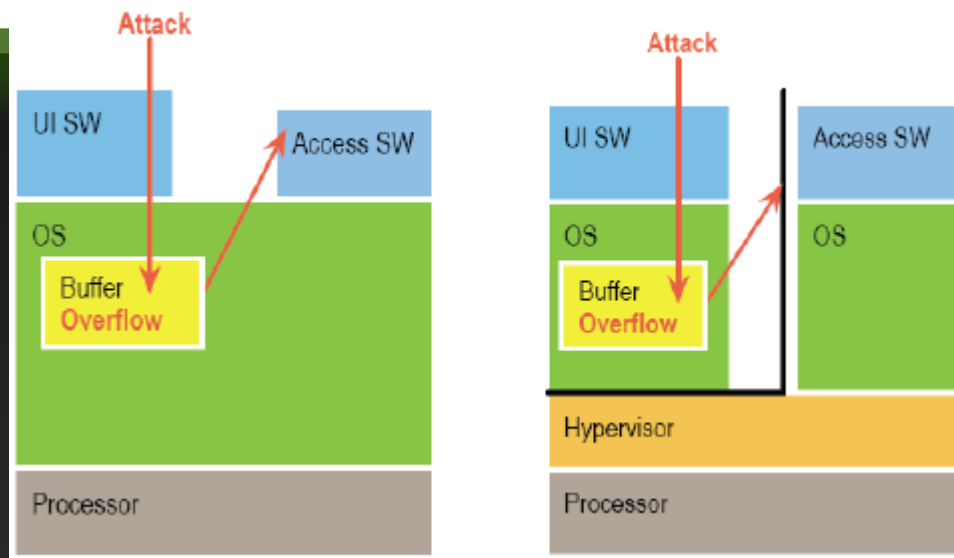 Attack
UI SW
Access SW
OS
Buffer
Overflow
Processor
Attack
UI SW
Access SW
OS
OS
Buffer
Overflow
Hypervisor
Processor